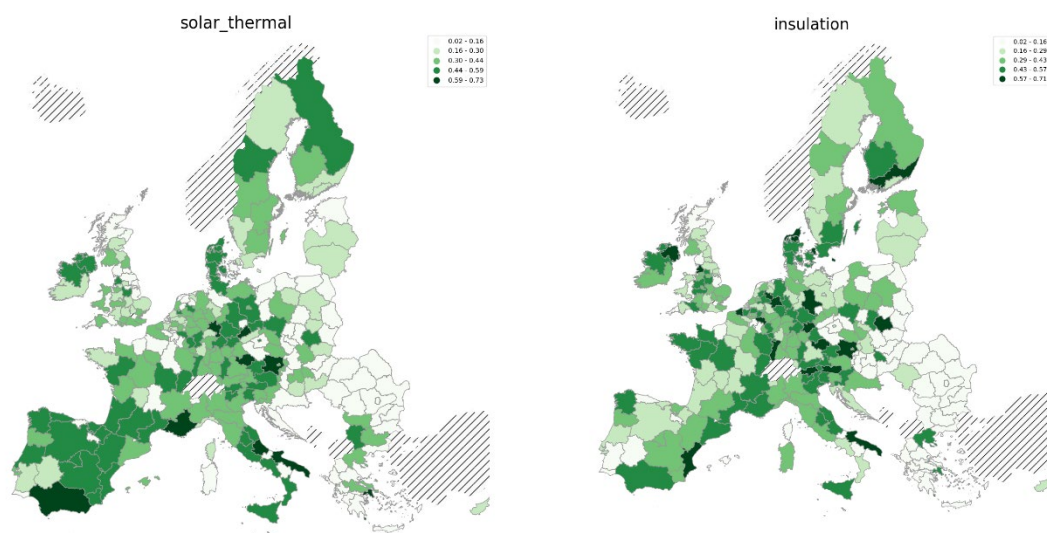 solar_thermal
0.02 - 0.16
0.16 - 0.30
0.30 - 0.44
0.44 - 0.59
0.59 - 0.73
insulation
0.02 - 0.16
0.16 - 0.29
0.29 - 0.43
0.43 - 0.57
0.57 - 0.71